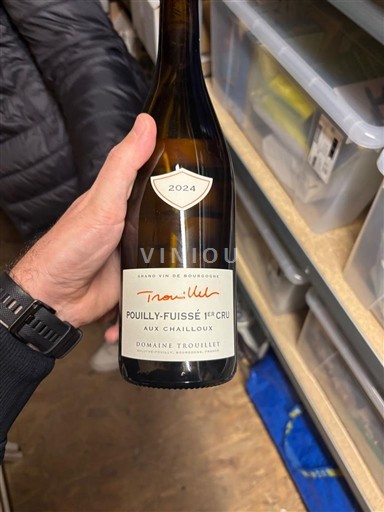 2024
VINIOU
GRAND VIN DE BOURGOGNE
Trouillet
POUILLY-FUISSÉ 1ER CRU
AUX CHAILLOUX
DOMAINE TROUILLET